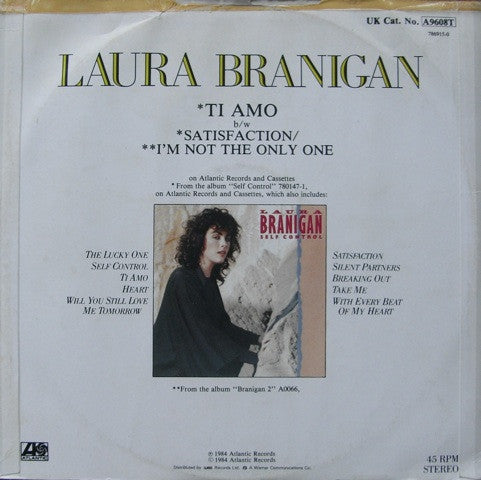 UK Cat. No. A9608T
786915-0
LAURA BRANIGAN
*TI AMO
b/w
*SATISFACTION/
**I'M NOT THE ONLY ONE
on Atlantic Records and Cassettes
* From the album "Self Control" 780147-1,
on Atlantic Records and Cassettes, which also includes:
LAURA
BRANIGAN
SELF CONTROL
THE LUCKY ONE
SELF CONTROL
TI AMO
HEART
WILL YOU STILL LOVE
ME TOMORROW
SATISFACTION
SILENT PARTNERS
BREAKING OUT
TAKE ME
WITH EVERY BEAT
OF MY HEART
**From the album "Branigan 2" A0066,
ATLANTIC
℗ 1984 Atlantic Records
© 1984 Atlantic Records
Distributed by WEA Records Ltd. A Warner Communications Co.
45 RPM
STEREO